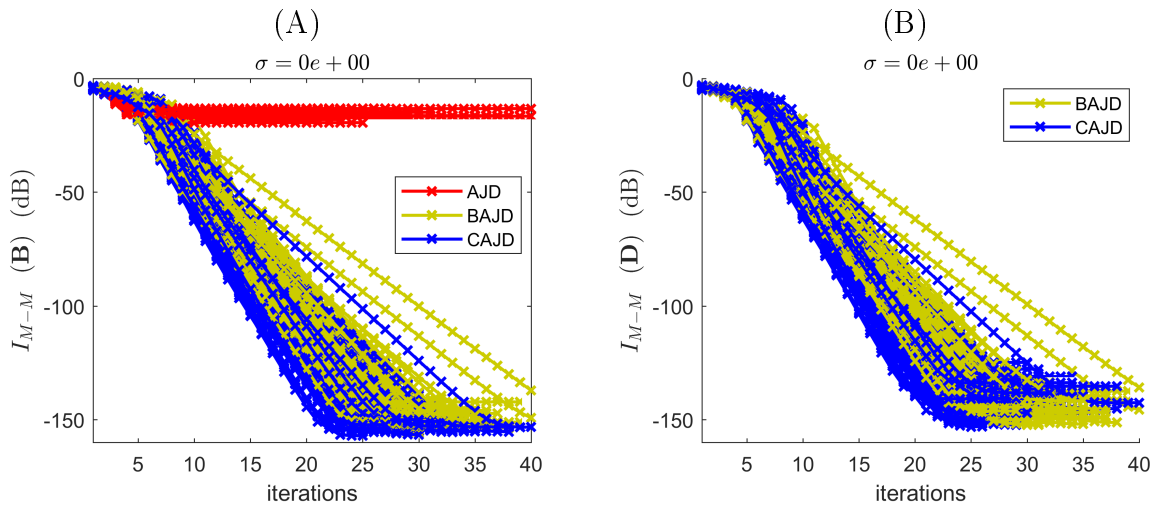 (A)
σ = 0e + 00
0
-50
-100
-150
5 10 15 20 25 30 35 40
iterations
I_{M−M} (B) (dB)
AJD
BAJD
CAJD
(B)
σ = 0e + 00
0
-50
-100
-150
5 10 15 20 25 30 35 40
iterations
I_{M−M} (D) (dB)
BAJD
CAJD